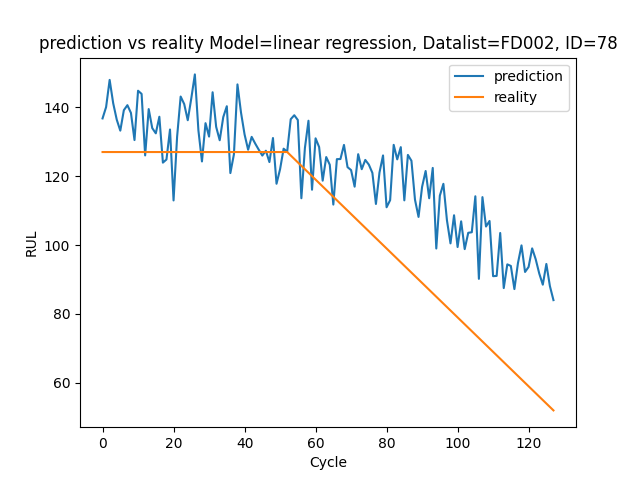 prediction vs reality Model=linear regression, Datalist=FD002, ID=78
prediction
reality
RUL
140
120
100
80
60
0 20 40 60 80 100 120
Cycle